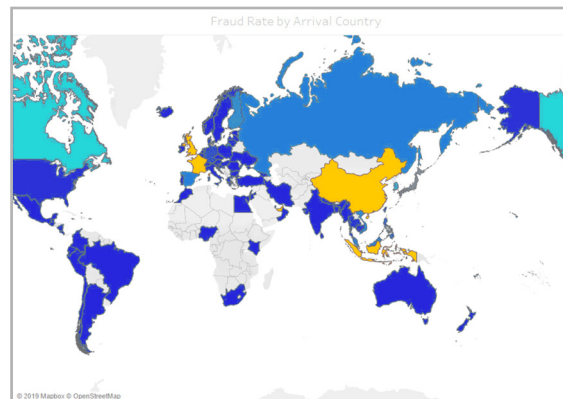 Fraud Rate by Arrival Country
© 2019 Mapbox © OpenStreetMap